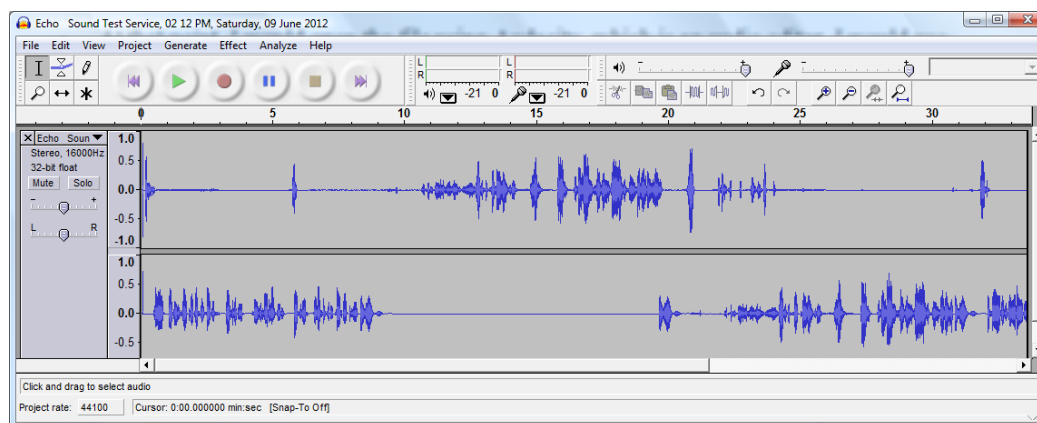 Echo Sound Test Service, 02 12 PM, Saturday, 09 June 2012
File Edit View Project Generate Effect Analyze Help
L
R
-21 0
L
R
-21 0
- +
- +
0 5 10 15 20 25 30
X Echo Soun
Stereo, 16000Hz
32-bit float
Mute Solo
- +
L R
1.0
0.5
0.0
-0.5
-1.0
1.0
0.5
0.0
-0.5
Click and drag to select audio
Project rate: 44100 Cursor: 0:00.000000 min:sec [Snap-To Off]